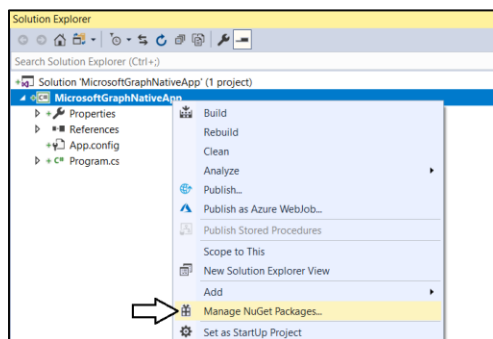 Solution Explorer
Search Solution Explorer (Ctrl+;)
Solution 'MicrosoftGraphNativeApp' (1 project)
C# MicrosoftGraphNativeApp
Properties
References
App.config
C# Program.cs
Build
Rebuild
Clean
Analyze
Publish...
Publish as Azure WebJob...
Publish Stored Procedures
Scope to This
New Solution Explorer View
Add
Manage NuGet Packages...
Set as StartUp Project